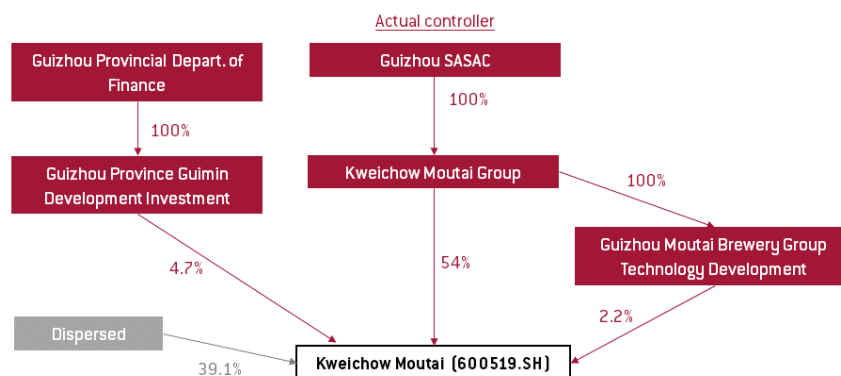 Actual controller
Guizhou Provincial Depart. of
Finance
Guizhou SASAC
100%
100%
Guizhou Province Guimin
Development Investment
Kweichow Moutai Group
100%
Guizhou Moutai Brewery Group
Technology Development
4.7%
54%
2.2%
Dispersed
39.1%
Kweichow Moutai (600519.SH)